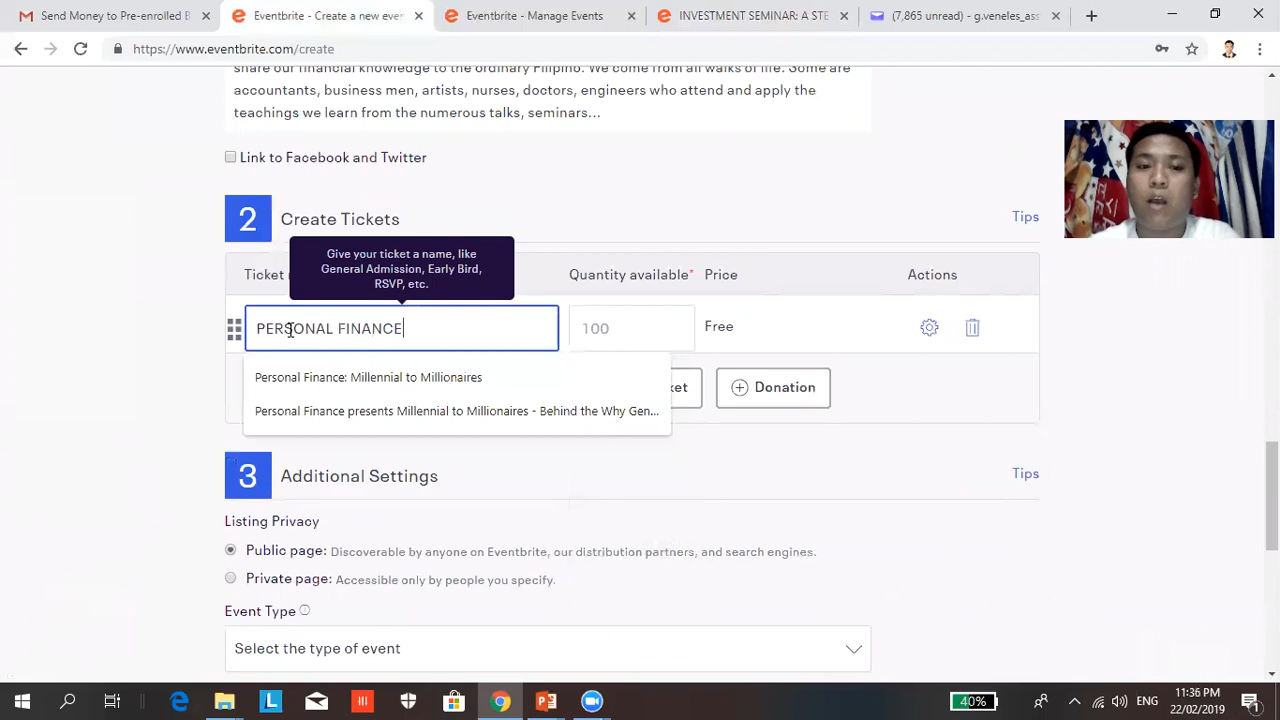 Send Money to Pre-enrolled B
Eventbrite - Create a new even
Eventbrite - Manage Events
INVESTMENT SEMINAR: A STE
(7,865 unread) - g.veneles_ass
https://www.eventbrite.com/create
share our financial knowledge to the ordinary Filipino. We come from all walks of life. Some are
accountants, business men, artists, nurses, doctors, engineers who attend and apply the
teachings we learn from the numerous talks, seminars...
Link to Facebook and Twitter
2 Create Tickets
Tips
Give your ticket a name, like
General Admission, Early Bird,
RSVP, etc.
Ticket
Quantity available*
Price
Actions
PERSONAL FINANCE
100
Free
Personal Finance: Millennial to Millionaires
Personal Finance presents Millennial to Millionaires - Behind the Why Gen...
ket
Donation
3 Additional Settings
Tips
Listing Privacy
Public page: Discoverable by anyone on Eventbrite, our distribution partners, and search engines.
Private page: Accessible only by people you specify.
Event Type
Select the type of event
40%
ENG
11:36 PM
22/02/2019